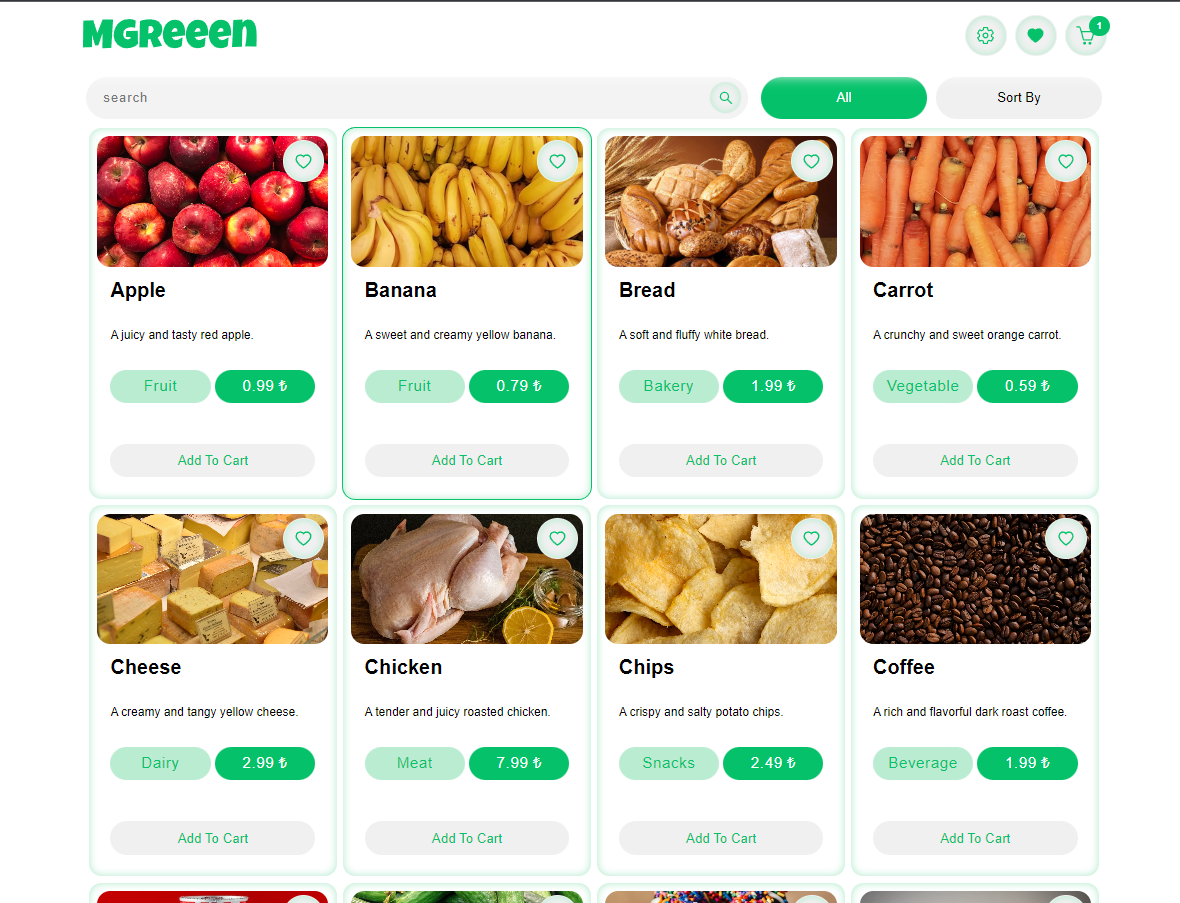 MGReeen
1
search
All
Sort By
Apple
A juicy and tasty red apple.
Fruit
0.99 ₺
Add To Cart
Banana
A sweet and creamy yellow banana.
Fruit
0.79 ₺
Add To Cart
Bread
A soft and fluffy white bread.
Bakery
1.99 ₺
Add To Cart
Carrot
A crunchy and sweet orange carrot.
Vegetable
0.59 ₺
Add To Cart
Cheese
A creamy and tangy yellow cheese.
Dairy
2.99 ₺
Add To Cart
Chicken
A tender and juicy roasted chicken.
Meat
7.99 ₺
Add To Cart
Chips
A crispy and salty potato chips.
Snacks
2.49 ₺
Add To Cart
Coffee
A rich and flavorful dark roast coffee.
Beverage
1.99 ₺
Add To Cart